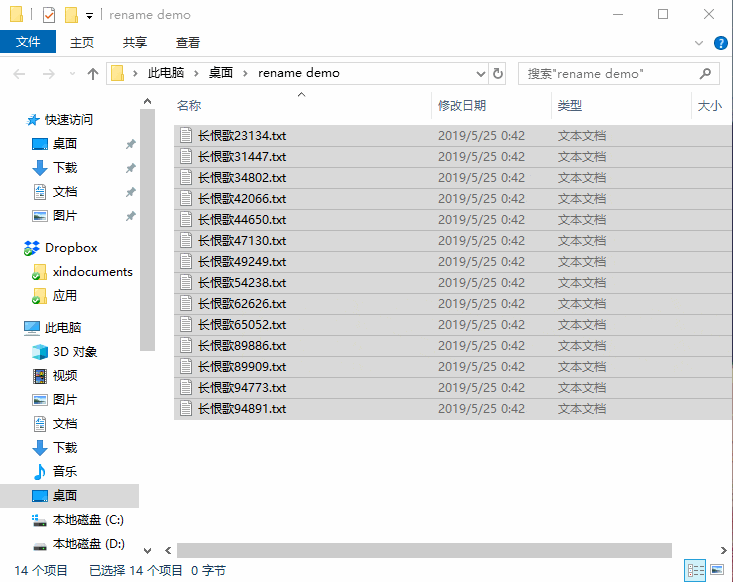 rename demo
文件 主页 共享 查看
此电脑 桌面 rename demo 搜索"rename demo"
名称 修改日期 类型 大小
快速访问
桌面
下载
文档
图片
Dropbox
xindocuments
应用
此电脑
3D 对象
视频
图片
文档
下载
音乐
桌面
本地磁盘 (C:)
本地磁盘 (D:)
长恨歌23134.txt 2019/5/25 0:42 文本文档
长恨歌31447.txt 2019/5/25 0:42 文本文档
长恨歌34802.txt 2019/5/25 0:42 文本文档
长恨歌42066.txt 2019/5/25 0:42 文本文档
长恨歌44650.txt 2019/5/25 0:42 文本文档
长恨歌47130.txt 2019/5/25 0:42 文本文档
长恨歌49249.txt 2019/5/25 0:42 文本文档
长恨歌54238.txt 2019/5/25 0:42 文本文档
长恨歌62626.txt 2019/5/25 0:42 文本文档
长恨歌65052.txt 2019/5/25 0:42 文本文档
长恨歌89886.txt 2019/5/25 0:42 文本文档
长恨歌89909.txt 2019/5/25 0:42 文本文档
长恨歌94773.txt 2019/5/25 0:42 文本文档
长恨歌94891.txt 2019/5/25 0:42 文本文档
14 个项目 已选择 14 个项目 0 字节